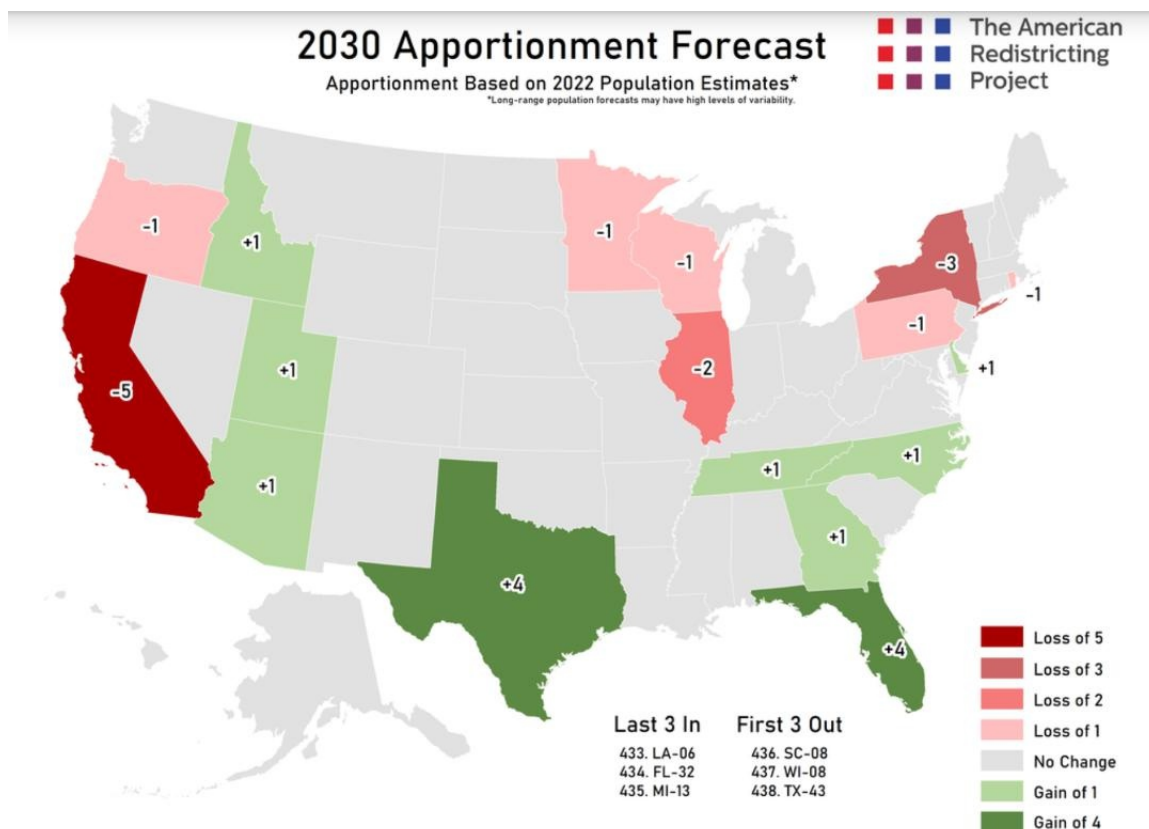 2030 Apportionment Forecast
Apportionment Based on 2022 Population Estimates*
*Long-range population forecasts may have high levels of variability.
The American
Redistricting
Project
-1
+1
-1
-1
-3
-1
-1
+1
-2
+1
-5
+1
+1
+1
+1
+4
+4
Last 3 In
433. LA-06
434. FL-32
435. MI-13
First 3 Out
436. SC-08
437. WI-08
438. TX-43
Loss of 5
Loss of 3
Loss of 2
Loss of 1
No Change
Gain of 1
Gain of 4